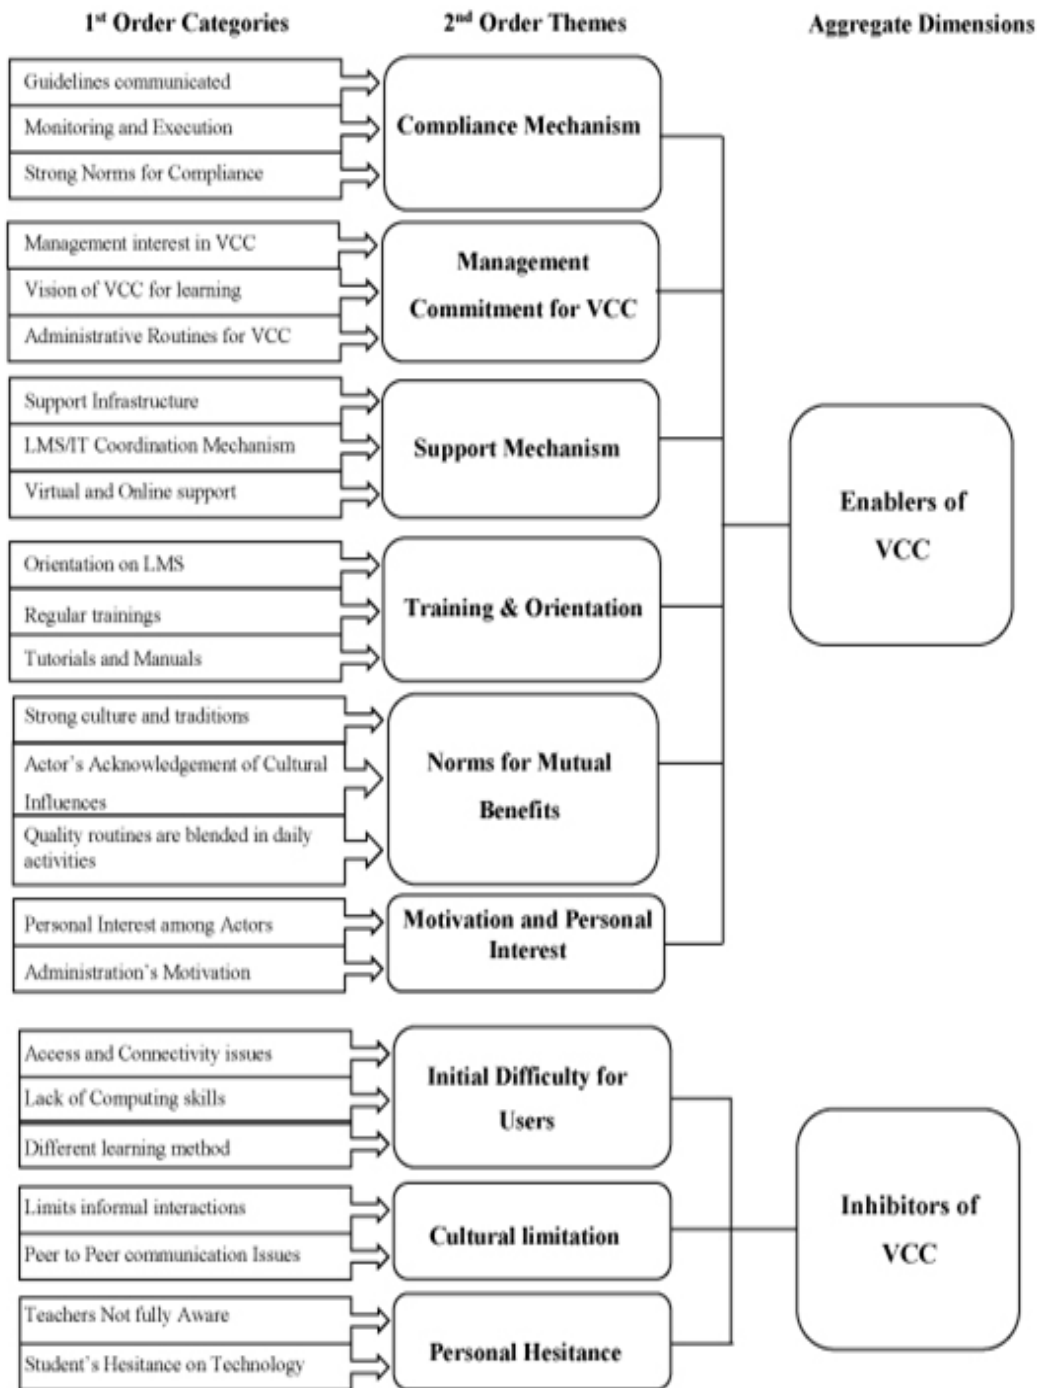 1st Order Categories
2nd Order Themes
Aggregate Dimensions
Guidelines communicated
Monitoring and Execution
Strong Norms for Compliance
Compliance Mechanism
Management interest in VCC
Vision of VCC for learning
Administrative Routines for VCC
Management
Commitment for VCC
Support Infrastructure
LMS/IT Coordination Mechanism
Virtual and Online support
Support Mechanism
Orientation on LMS
Regular trainings
Tutorials and Manuals
Training & Orientation
Strong culture and traditions
Actor's Acknowledgement of Cultural
Influences
Quality routines are blended in daily
activities
Norms for Mutual
Benefits
Personal Interest among Actors
Administration's Motivation
Motivation and Personal
Interest
Enablers of
VCC
Access and Connectivity issues
Lack of Computing skills
Different learning method
Initial Difficulty for
Users
Limits informal interactions
Peer to Peer communication Issues
Cultural limitation
Teachers Not fully Aware
Student's Hesitance on Technology
Personal Hesitance
Inhibitors of
VCC